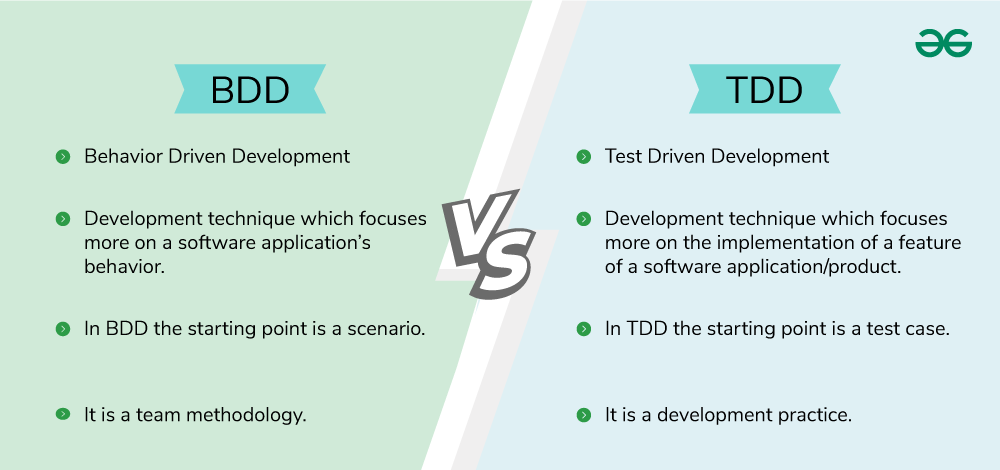 BDD
Behavior Driven Development
Development technique which focuses
more on a software application’s
behavior.
In BDD the starting point is a scenario.
It is a team methodology.
VS
TDD
Test Driven Development
Development technique which focuses
more on the implementation of a feature
of a software application/product.
In TDD the starting point is a test case.
It is a development practice.